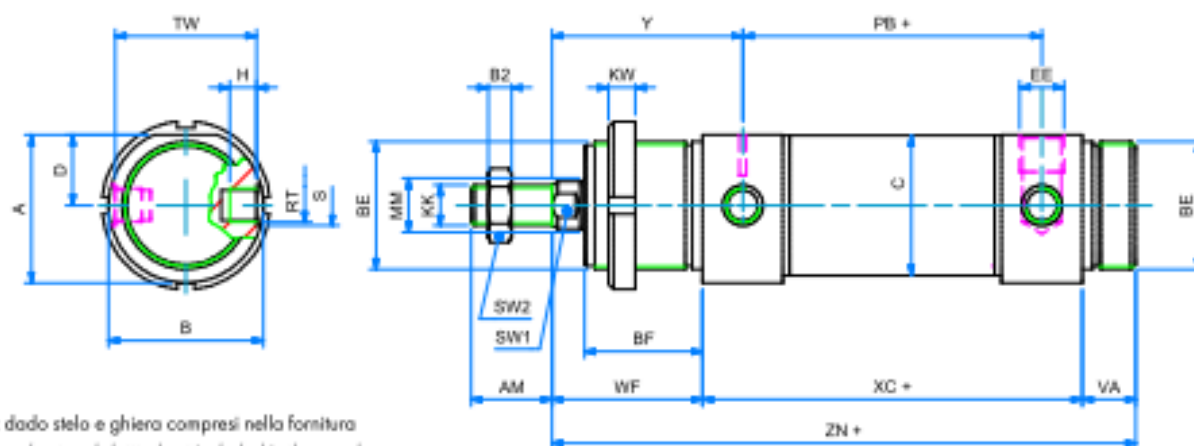 TW
Y
PB +
H
B2
KW
EE
D
A
RT
S
BE
MM
KK
C
BE
SW2
SW1
B
BF
AM
WF
XC +
VA
ZN +
dado stelo e ghiera compresi nella fornitura